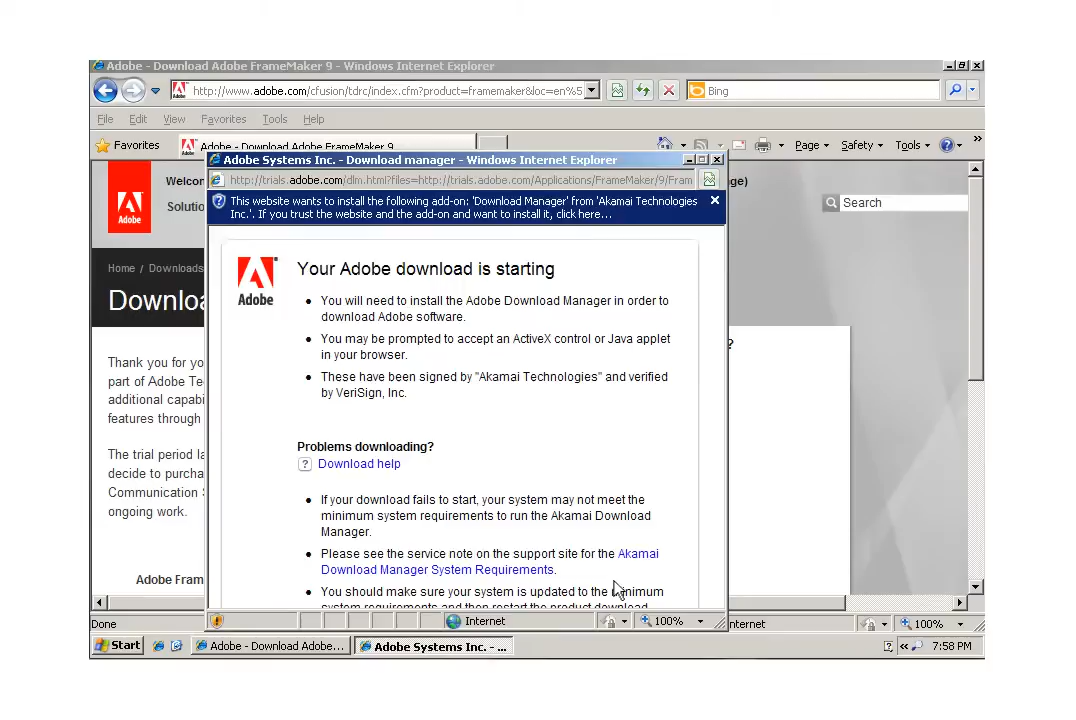 Adobe - Download Adobe FrameMaker 9 - Windows Internet Explorer
http://www.adobe.com/cfusion/tdrc/index.cfm?product=framemaker&loc=en%5
Bing
File Edit View Favorites Tools Help
Favorites
Adobe - Download Adobe FrameMaker 9
Page Safety Tools
Adobe Systems Inc. - Download manager - Windows Internet Explorer
http://trials.adobe.com/dlm.html?files=http://trials.adobe.com/Applications/FrameMaker/9/Fram
This website wants to install the following add-on: 'Download Manager' from 'Akamai Technologies
Inc.'. If you trust the website and the add-on and want to install it, click here...
Adobe
Welcom
Solutio
ge)
Search
Home / Downloads
Downloa
Adobe
Your Adobe download is starting
• You will need to install the Adobe Download Manager in order to
download Adobe software.
• You may be prompted to accept an ActiveX control or Java applet
in your browser.
• These have been signed by "Akamai Technologies" and verified
by VeriSign, Inc.
Problems downloading?
? Download help
• If your download fails to start, your system may not meet the
minimum system requirements to run the Akamai Download
Manager.
• Please see the service note on the support site for the Akamai
Download Manager System Requirements.
• You should make sure your system is updated to the minimum
system requirements and then restart the product download
?
Thank you for yo
part of Adobe Te
additional capabi
features through
The trial period la
decide to purcha
Communication S
ongoing work.
Adobe Fram
Internet
100%
Done
nternet
100%
Start
Adobe - Download Adobe...
Adobe Systems Inc. - ...
7:58 PM